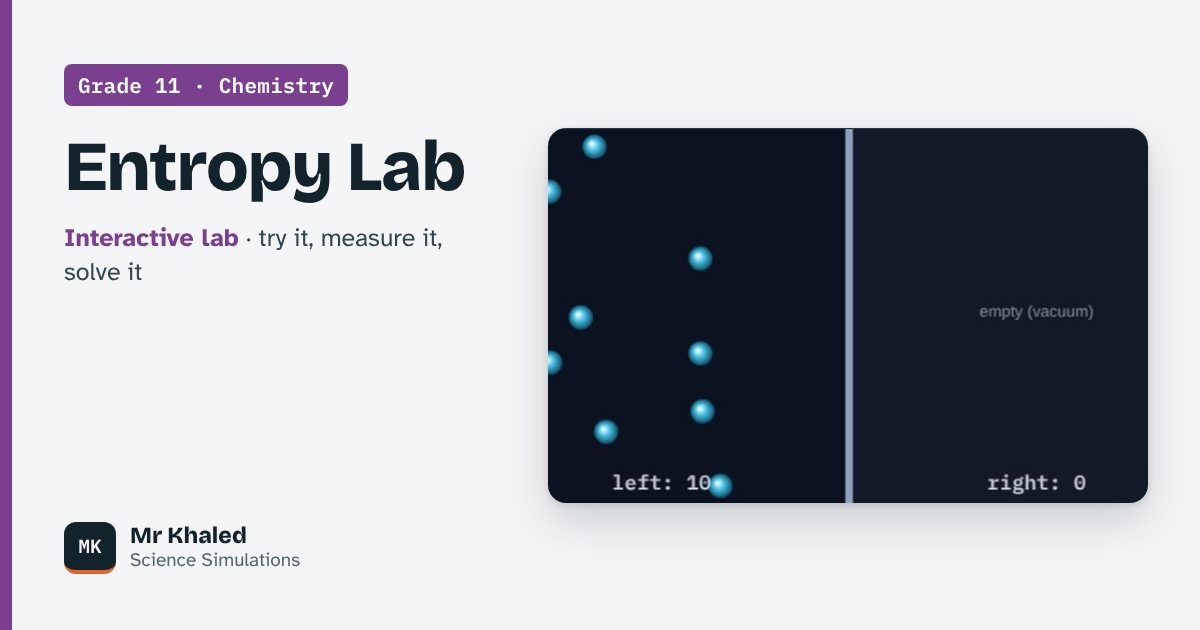 Grade 11 · Chemistry
Entropy Lab
Interactive lab · try it, measure it,
solve it
empty (vacuum)
left: 10
right: 0
MK
Mr Khaled
Science Simulations